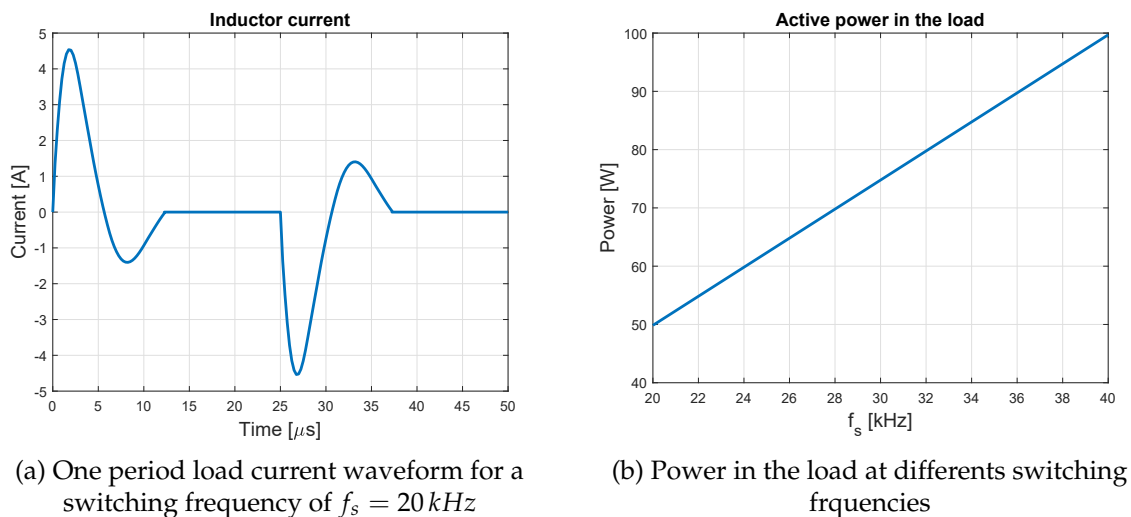 Inductor current
5
4
3
2
1
0
-1
-2
-3
-4
-5
Current [A]
0 5 10 15 20 25 30 35 40 45 50
Time [μs]
Active power in the load
100
90
80
70
60
50
40
Power [W]
20 22 24 26 28 30 32 34 36 38 40
f_s [kHz]
(a) One period load current waveform for a
switching frequency of f_s = 20 kHz
(b) Power in the load at differents switching
frquencies